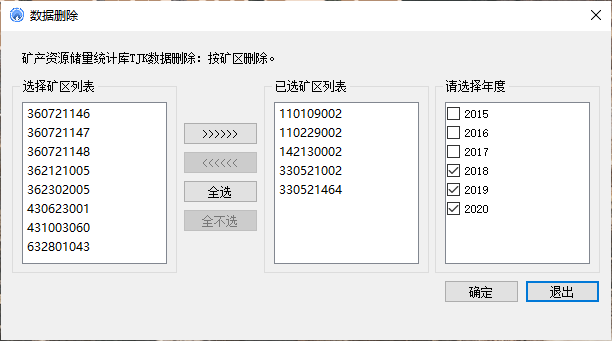 数据删除
矿产资源储量统计库TJK数据删除：按矿区删除。
选择矿区列表
360721146
360721147
360721148
362121005
362302005
430623001
431003060
632801043
>>>>>>
<<<<<<
全选
全不选
已选矿区列表
110109002
110229002
142130002
330521002
330521464
请选择年度
2015
2016
2017
2018
2019
2020
确定
退出